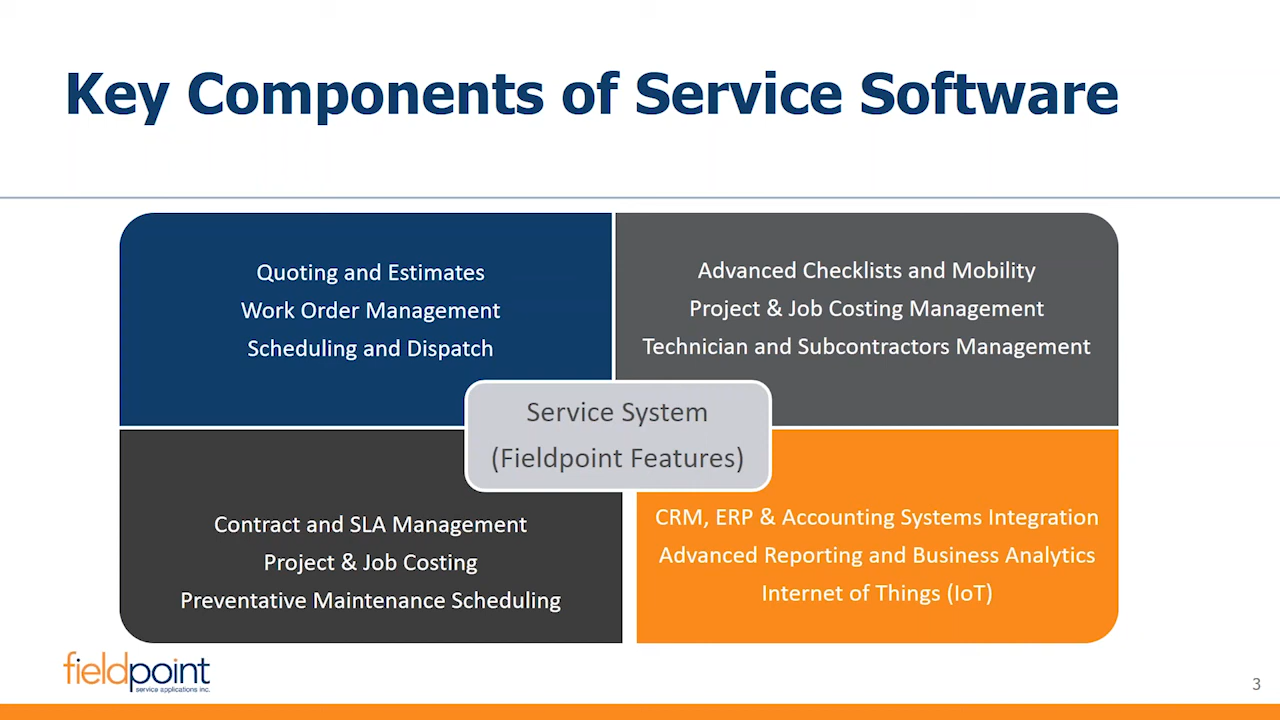 Key Components of Service Software
Quoting and Estimates
Work Order Management
Scheduling and Dispatch
Advanced Checklists and Mobility
Project & Job Costing Management
Technician and Subcontractors Management
Service System
(Fieldpoint Features)
Contract and SLA Management
Project & Job Costing
Preventative Maintenance Scheduling
CRM, ERP & Accounting Systems Integration
Advanced Reporting and Business Analytics
Internet of Things (IoT)
fieldpoint
service applications inc.
3